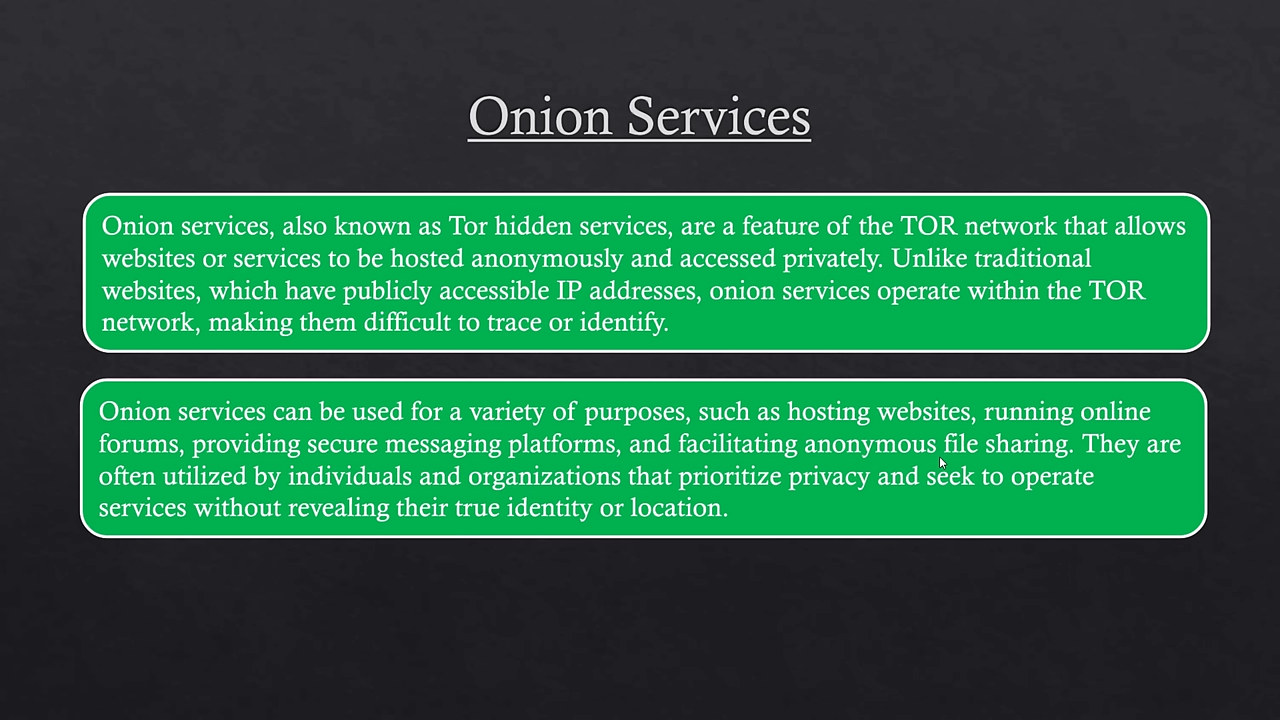 Onion Services
Onion services, also known as Tor hidden services, are a feature of the TOR network that allows
websites or services to be hosted anonymously and accessed privately. Unlike traditional
websites, which have publicly accessible IP addresses, onion services operate within the TOR
network, making them difficult to trace or identify.
Onion services can be used for a variety of purposes, such as hosting websites, running online
forums, providing secure messaging platforms, and facilitating anonymous file sharing. They are
often utilized by individuals and organizations that prioritize privacy and seek to operate
services without revealing their true identity or location.